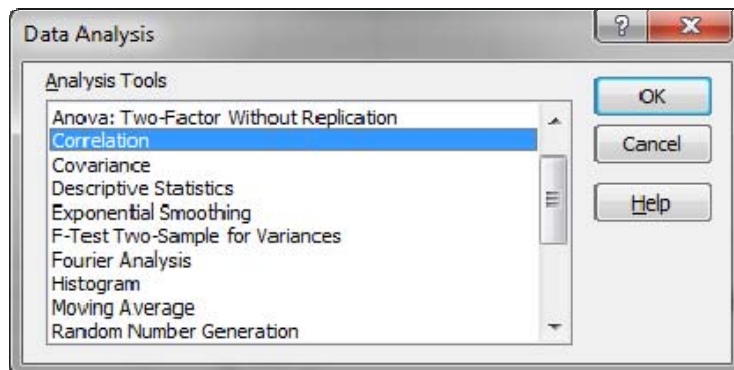 Data Analysis
?
X
Analysis Tools
Anova: Two-Factor Without Replication
Correlation
Covariance
Descriptive Statistics
Exponential Smoothing
F-Test Two-Sample for Variances
Fourier Analysis
Histogram
Moving Average
Random Number Generation
OK
Cancel
Help